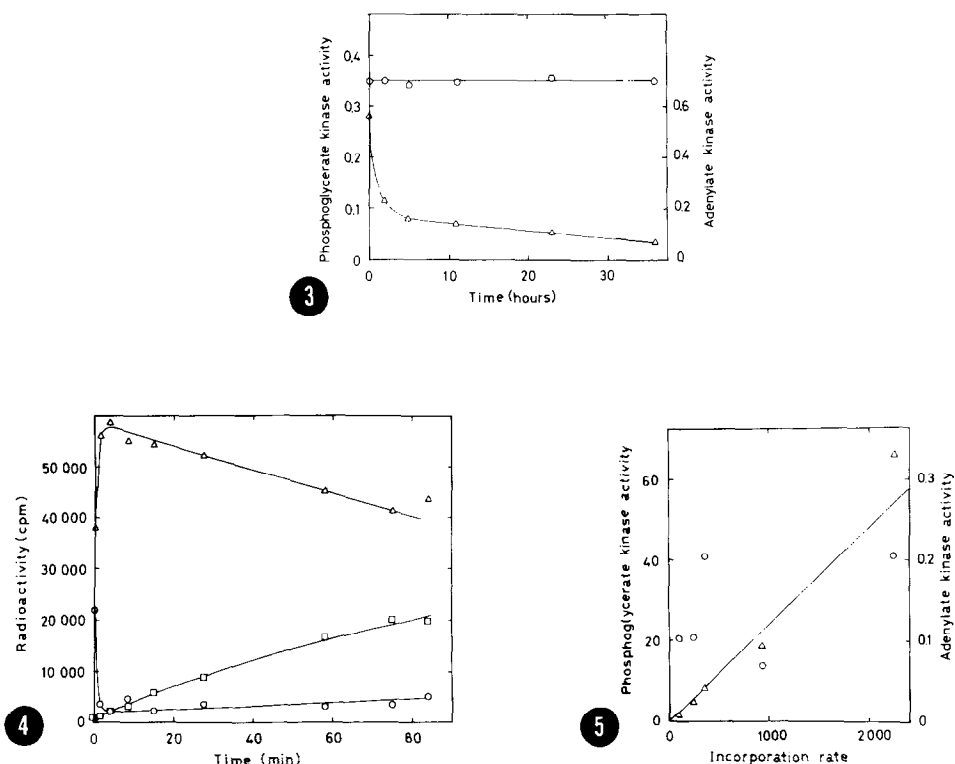 Phosphoglycerate kinase activity
0.4
0.3
0.2
0.1
0
0.6
0.4
0.2
0
Adenylate kinase activity
0 10 20 30
Time (hours)
3
Radioactivity (cpm)
50 000
40 000
30 000
20 000
10 000
0
0 20 40 60 80
Time (min)
4
Phosphoglycerate kinase activity
60
40
20
0
0.3
0.2
0.1
0
Adenylate kinase activity
0 1000 2000
Incorporation rate
5